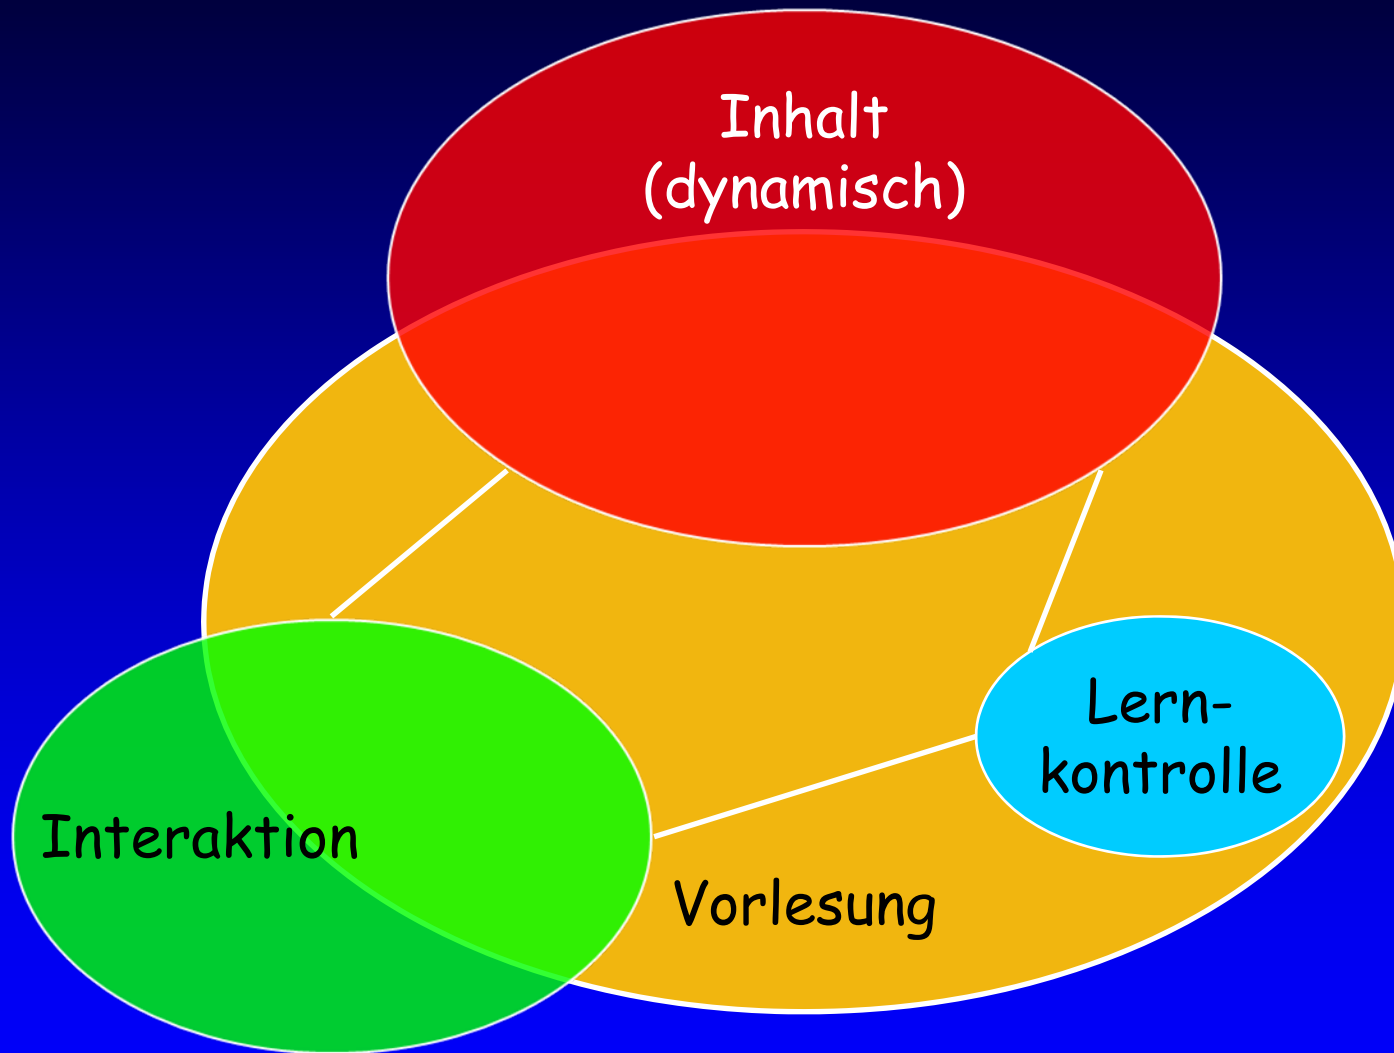 Inhalt
(dynamisch)
Lern-
kontrolle
Interaktion
Vorlesung